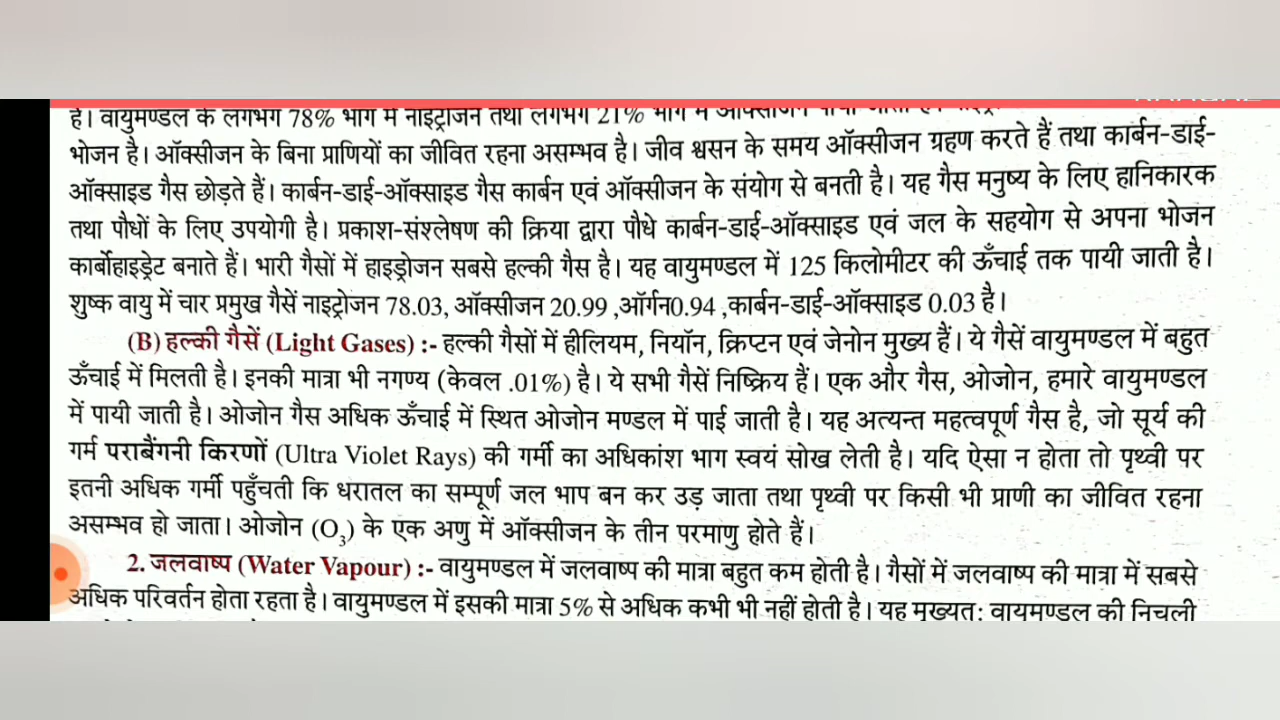 है। वायुमण्डल के लगभग 78% भाग में नाइट्रोजन तथा लगभग 21% भाग में ऑक्सीजन
भोजन है। ऑक्सीजन के बिना प्राणियों का जीवित रहना असम्भव है। जीव श्वसन के समय ऑक्सीजन ग्रहण करते हैं तथा कार्बन-डाई-
ऑक्साइड गैस छोड़ते हैं। कार्बन-डाई-ऑक्साइड गैस कार्बन एवं ऑक्सीजन के संयोग से बनती है। यह गैस मनुष्य के लिए हानिकारक
तथा पौधों के लिए उपयोगी है। प्रकाश-संश्लेषण की क्रिया द्वारा पौधे कार्बन-डाई-ऑक्साइड एवं जल के सहयोग से अपना भोजन
कार्बोहाइड्रेट बनाते हैं। भारी गैसों में हाइड्रोजन सबसे हल्की गैस है। यह वायुमण्डल में 125 किलोमीटर की ऊँचाई तक पायी जाती है।
शुष्क वायु में चार प्रमुख गैसें नाइट्रोजन 78.03, ऑक्सीजन 20.99 ,ऑर्गन0.94 ,कार्बन-डाई-ऑक्साइड 0.03 है।
(B) हल्की गैसें (Light Gases) :- हल्की गैसों में हीलियम, नियॉन, क्रिप्टन एवं जेनोन मुख्य हैं। ये गैसें वायुमण्डल में बहुत
ऊँचाई में मिलती है। इनकी मात्रा भी नगण्य (केवल .01%) है। ये सभी गैसें निष्क्रिय हैं। एक और गैस, ओजोन, हमारे वायुमण्डल
में पायी जाती है। ओजोन गैस अधिक ऊँचाई में स्थित ओजोन मण्डल में पाई जाती है। यह अत्यन्त महत्वपूर्ण गैस है, जो सूर्य की
गर्म पराबैंगनी किरणों (Ultra Violet Rays) की गर्मी का अधिकांश भाग स्वयं सोख लेती है। यदि ऐसा न होता तो पृथ्वी पर
इतनी अधिक गर्मी पहुँचती कि धरातल का सम्पूर्ण जल भाप बन कर उड़ जाता तथा पृथ्वी पर किसी भी प्राणी का जीवित रहना
असम्भव हो जाता। ओजोन (O₃) के एक अणु में ऑक्सीजन के तीन परमाणु होते हैं।
2. जलवाष्प (Water Vapour) :- वायुमण्डल में जलवाष्प की मात्रा बहुत कम होती है। गैसों में जलवाष्प की मात्रा में सबसे
अधिक परिवर्तन होता रहता है। वायुमण्डल में इसकी मात्रा 5% से अधिक कभी भी नहीं होती है। यह मुख्यत: वायुमण्डल की निचली